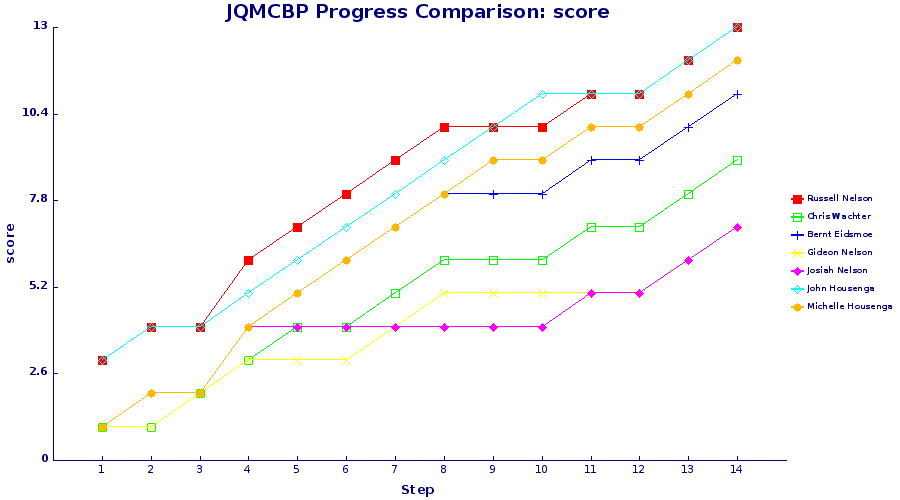 JQMCBP Progress Comparison: score
13
10.4
7.8
5.2
2.6
0
score
1 2 3 4 5 6 7 8 9 10 11 12 13 14
Step
Russell Nelson
Chris Wachter
Bernt Eidsmoe
Gideon Nelson
Josiah Nelson
John Housenga
Michelle Housenga